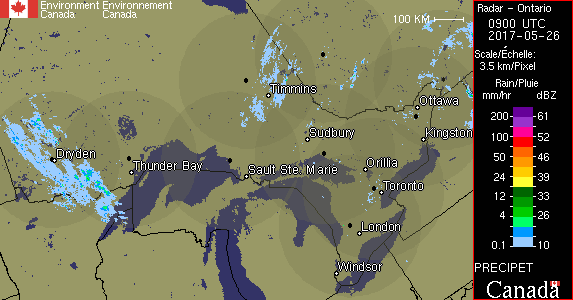 Environment Environnement
Canada Canada
100 KM
Timmins
Ottawa
Sudbury
Kingston
Dryden
Thunder Bay
Sault Ste. Marie
Orillia
Toronto
London
Windsor
Radar - Ontario
0900 UTC
2017-05-26
Scale/Échelle:
3.5 km/Pixel
Rain/Pluie
mm/hr dBZ
200 61
100 52
50 46
24 39
12 33
4 26
0.1 10
PRECIPET
Canada